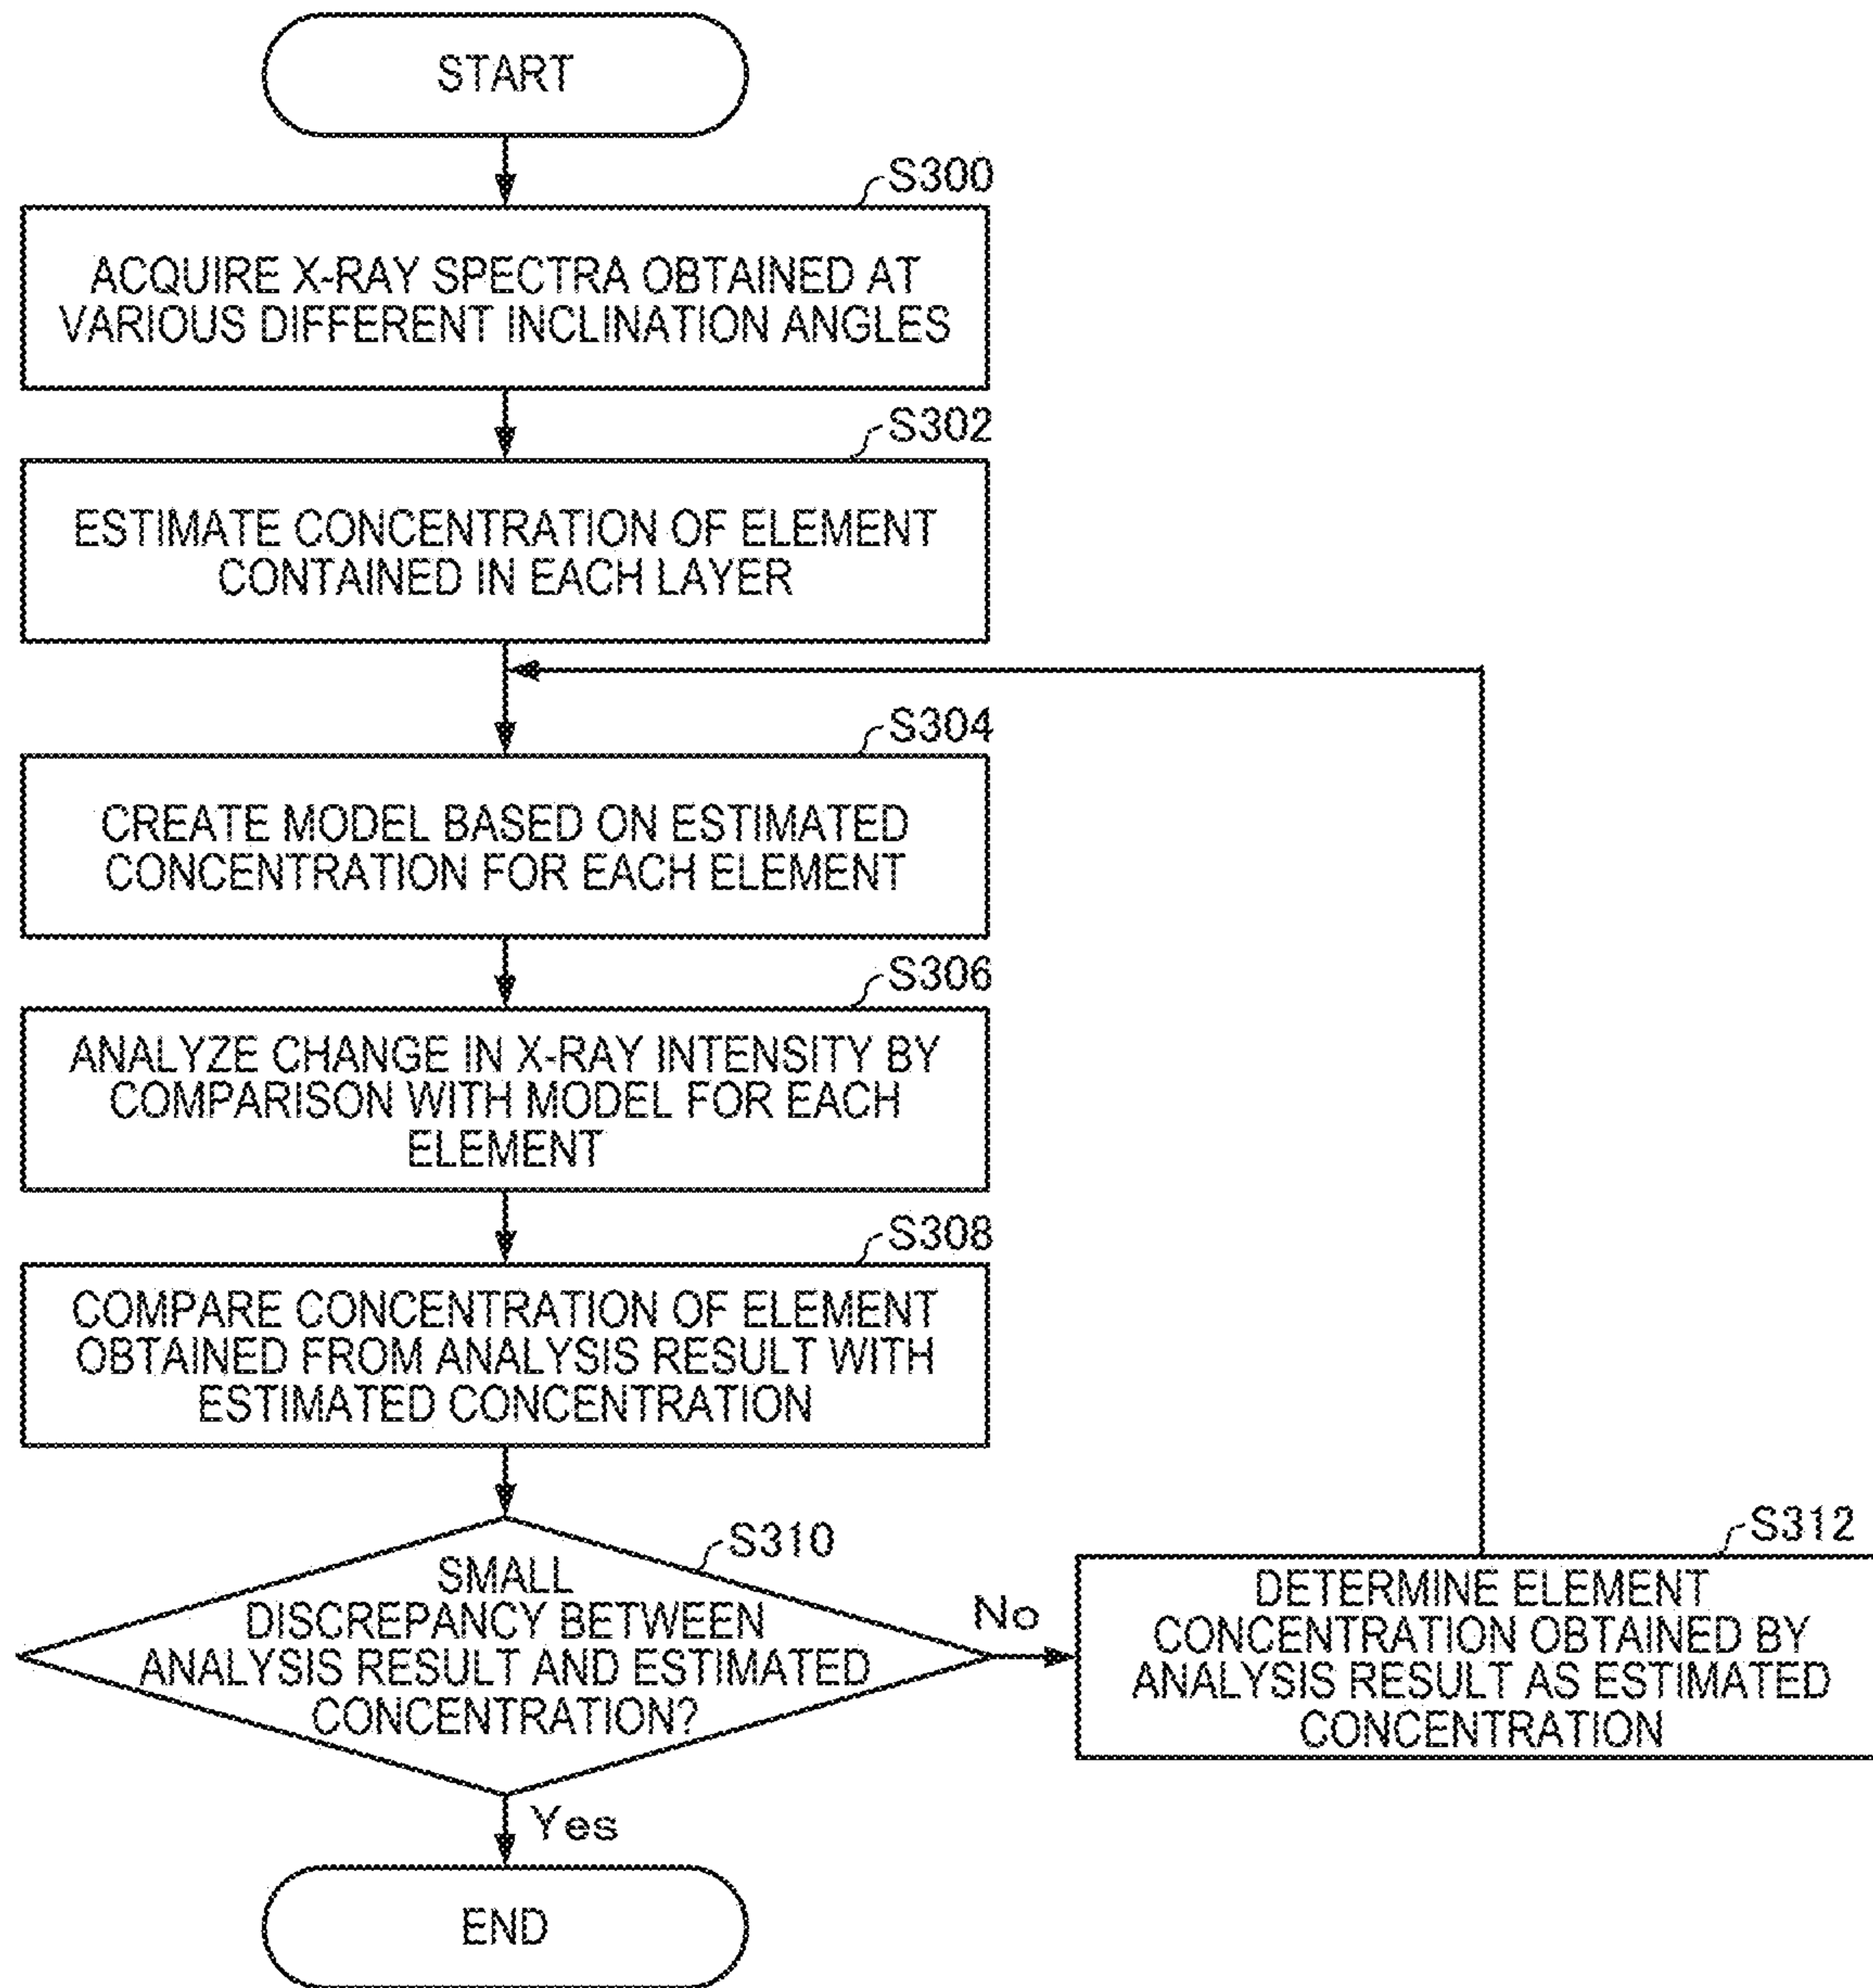 START
S300
ACQUIRE X-RAY SPECTRA OBTAINED AT
VARIOUS DIFFERENT INCLINATION ANGLES
S302
ESTIMATE CONCENTRATION OF ELEMENT
CONTAINED IN EACH LAYER
S304
CREATE MODEL BASED ON ESTIMATED
CONCENTRATION FOR EACH ELEMENT
S306
ANALYZE CHANGE IN X-RAY INTENSITY BY
COMPARISON WITH MODEL FOR EACH
ELEMENT
S308
COMPARE CONCENTRATION OF ELEMENT
OBTAINED FROM ANALYSIS RESULT WITH
ESTIMATED CONCENTRATION
S310
SMALL
DISCREPANCY BETWEEN
ANALYSIS RESULT AND ESTIMATED
CONCENTRATION?
No
S312
DETERMINE ELEMENT
CONCENTRATION OBTAINED BY
ANALYSIS RESULT AS ESTIMATED
CONCENTRATION
Yes
END